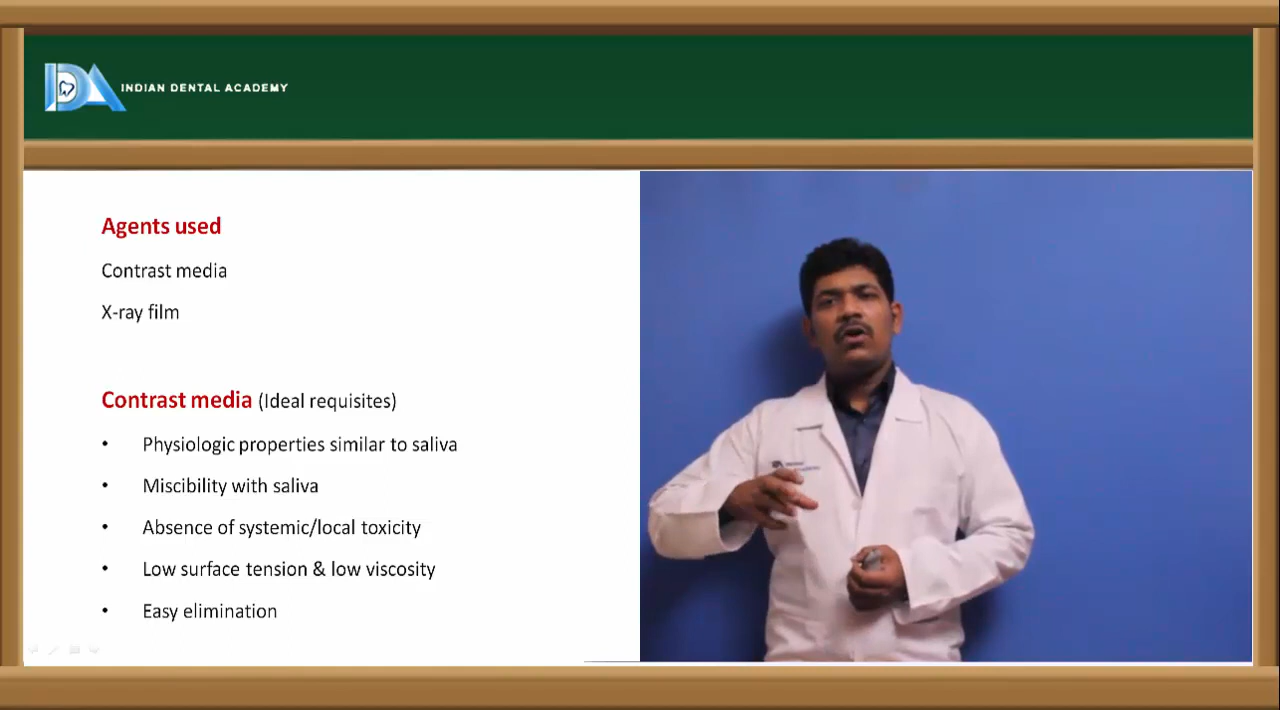 INDIAN DENTAL ACADEMY
Agents used
Contrast media
X-ray film
Contrast media (Ideal requisites)
• Physiologic properties similar to saliva
• Miscibility with saliva
• Absence of systemic/local toxicity
• Low surface tension & low viscosity
• Easy elimination